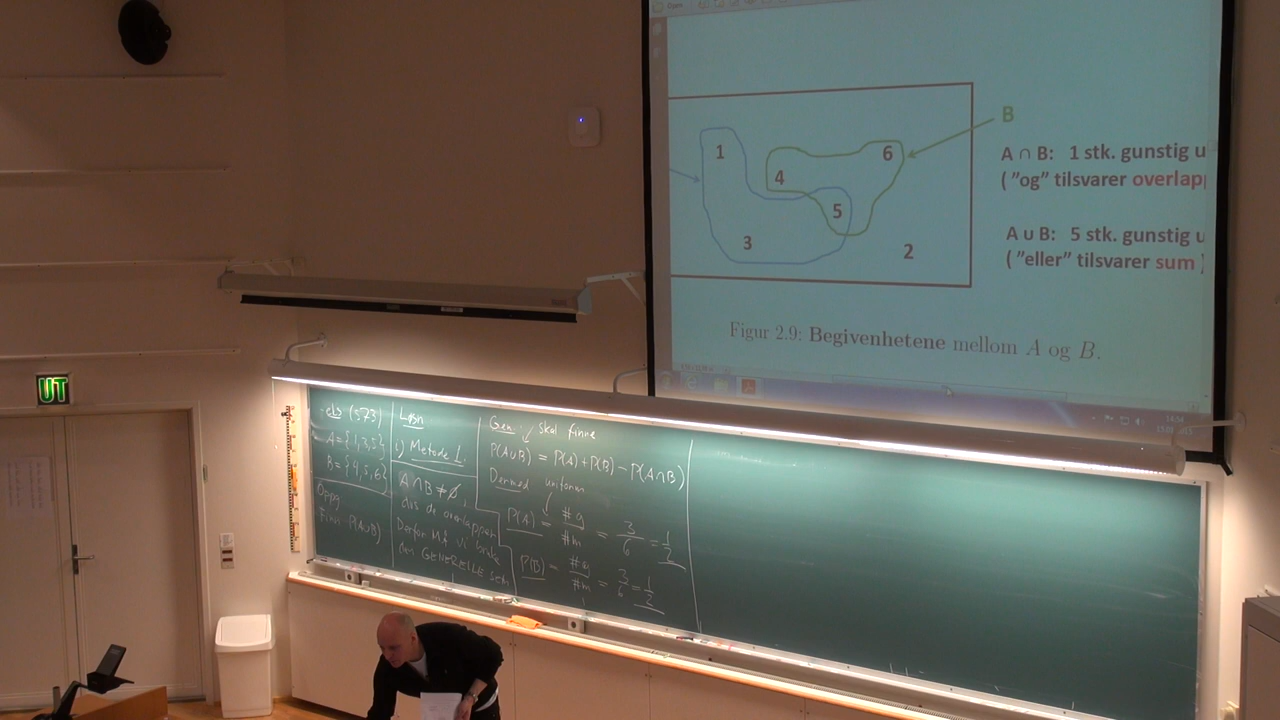 B
1
4
6
5
3
2
A ∩ B: 1 stk. gunstig u
( "og" tilsvarer overlapp
A ∪ B: 5 stk. gunstig u
( "eller" tilsvarer sum )
Figur 2.9: Begivenhetene mellom A og B.
UT
eks (s73)
A = {1,3,5}
B = {4,5,6}
Oppg
Finn P(A∪B)
Løsn
i) Metode 1.
A∩B ≠ ∅,
dvs de overlapper
Derfor må vi bruke
den GENERELLE
Gen. skal finne
P(A∪B) = P(A) + P(B) - P(A∩B)
Dermed uniform
P(A) = #g / #m = 3/6 = 1/2
P(B) = #g / #m = 3/6 = 1/2